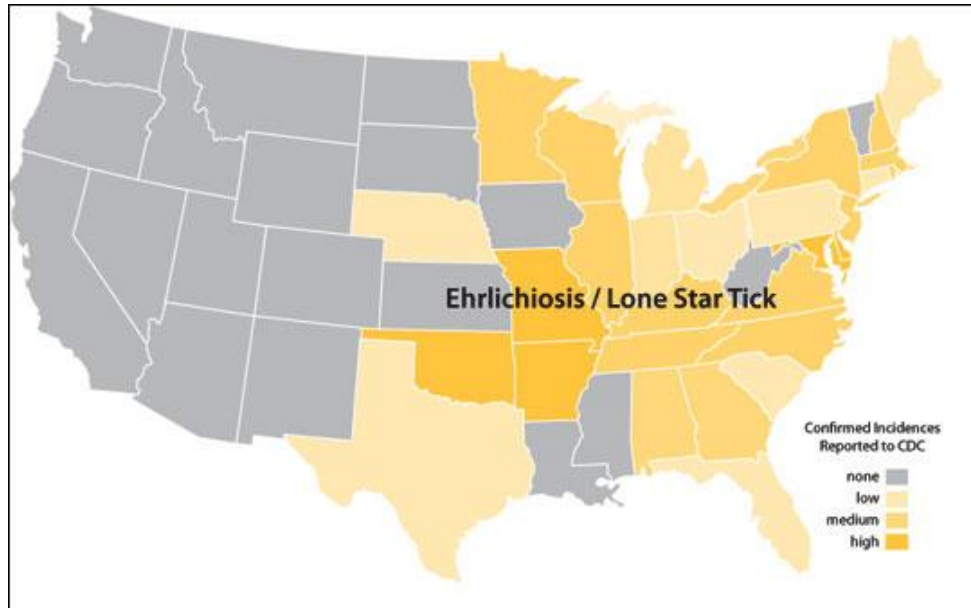 Ehrlichiosis / Lone Star Tick
Confirmed Incidences
Reported to CDC
none
low
medium
high